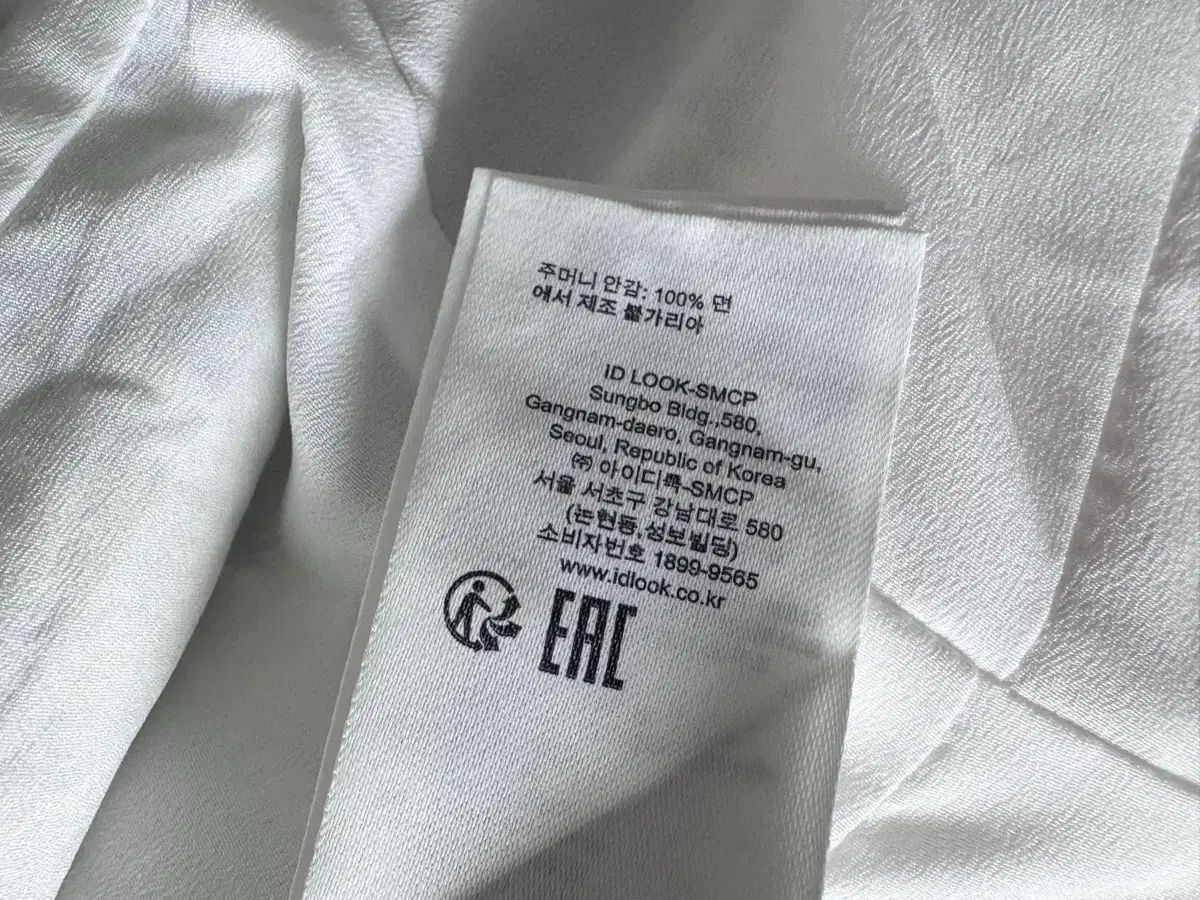 주머니 안감: 100% 면
에서 제조 불가리아
ID LOOK-SMCP
Sungbo Bldg.,580,
Gangnam-daero, Gangnam-gu,
Seoul, Republic of Korea
㈜ 아이디룩-SMCP
서울 서초구 강남대로 580
(논현동,성보빌딩)
소비자번호 1899-9565
www.idlook.co.kr
EAC